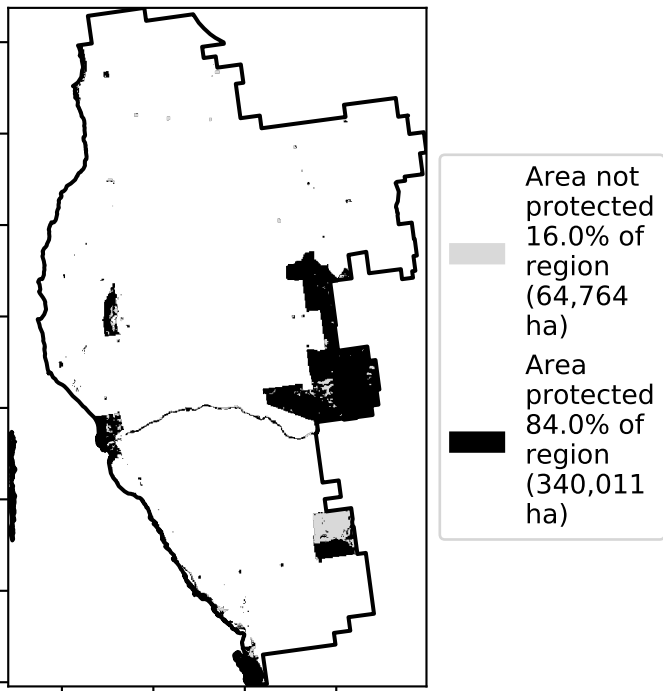 Area not
protected
16.0% of
region
(64,764
ha)
Area
protected
84.0% of
region
(340,011
ha)